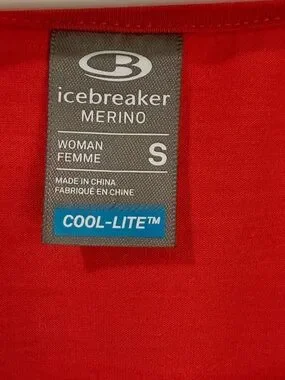 icebreaker
MERINO
WOMAN
FEMME
S
MADE IN CHINA
FABRIQUÉ EN CHINE
COOL-LITE™